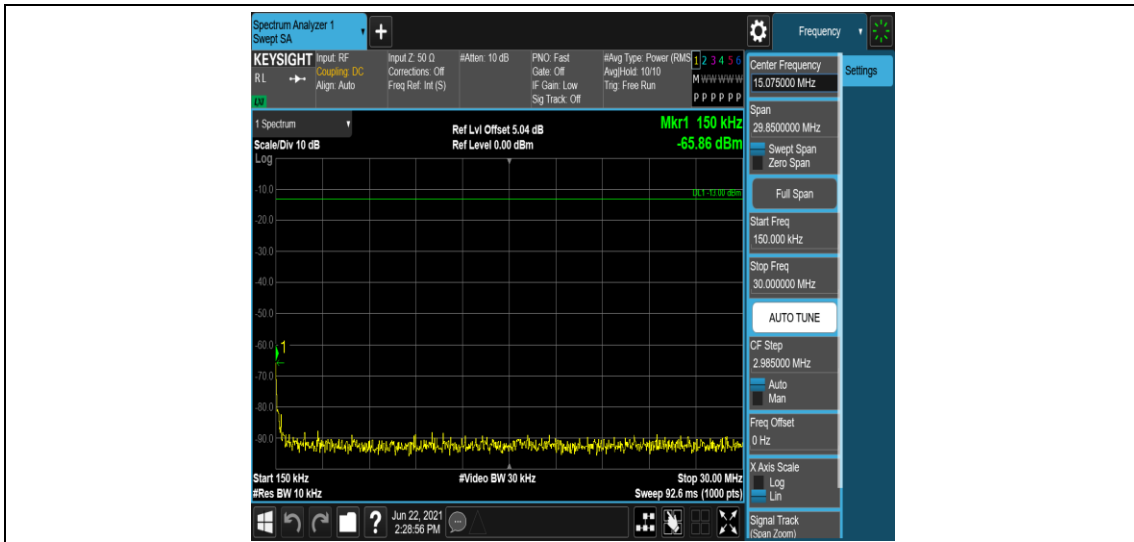 Spectrum Analyzer 1
Swept SA
Frequency
KEYSIGHT
RL
LXI
Input: RF
Coupling: DC
Align: Auto
Input Z: 50 Ω
Corrections: Off
Freq Ref: Int (S)
#Atten: 10 dB
PNO: Fast
Gate: Off
IF Gain: Low
Sig Track: Off
#Avg Type: Power (RMS
Avg|Hold: 10/10
Trig: Free Run
1 2 3 4 5 6
M W W W W W
P P P P P P
1 Spectrum
Scale/Div 10 dB
Log
Ref Lvl Offset 5.04 dB
Ref Level 0.00 dBm
Mkr1 150 kHz
-65.86 dBm
DL1 -13.00 dBm
-10.0
-20.0
-30.0
-40.0
-50.0
-60.0
1
-70.0
-80.0
-90.0
Start 150 kHz
#Res BW 10 kHz
#Video BW 30 kHz
Stop 30.00 MHz
Sweep 92.6 ms (1000 pts)
?
Jun 22, 2021
2:28:56 PM
Center Frequency
15.075000 MHz
Settings
Span
29.8500000 MHz
Swept Span
Zero Span
Full Span
Start Freq
150.000 kHz
Stop Freq
30.000000 MHz
AUTO TUNE
CF Step
2.985000 MHz
Auto
Man
Freq Offset
0 Hz
X Axis Scale
Log
Lin
Signal Track
(Span Zoom)